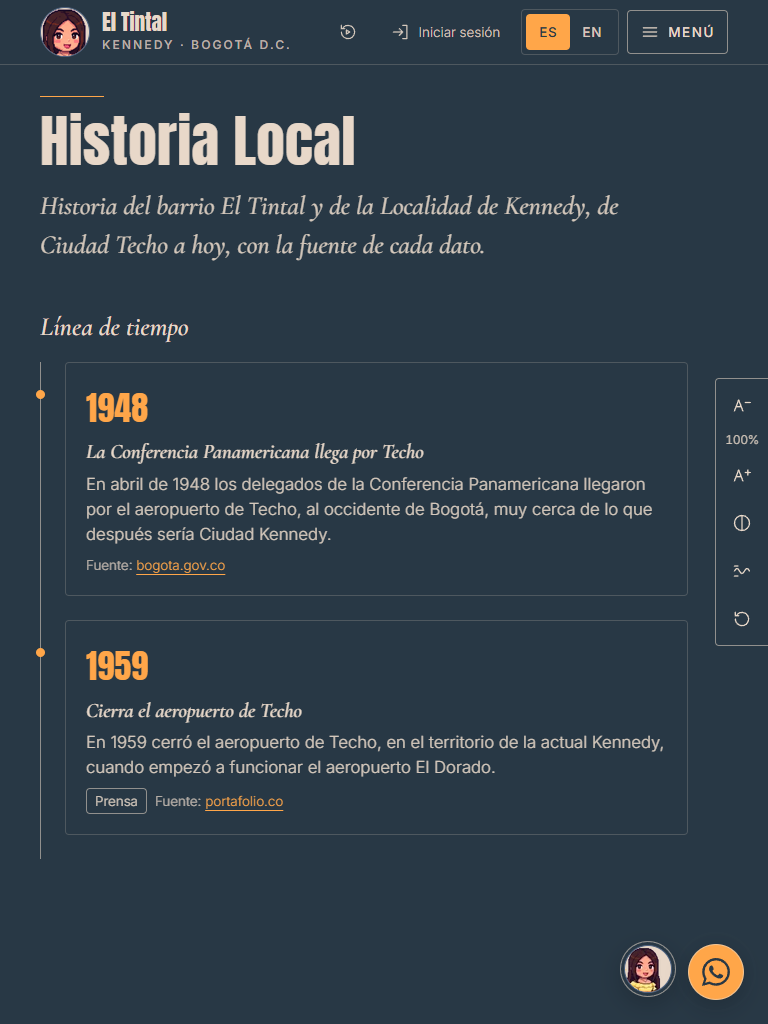 El Tintal
KENNEDY · BOGOTÁ D.C.
Iniciar sesión
ES
EN
MENÚ
Historia Local
Historia del barrio El Tintal y de la Localidad de Kennedy, de
Ciudad Techo a hoy, con la fuente de cada dato.
Línea de tiempo
1948
La Conferencia Panamericana llega por Techo
En abril de 1948 los delegados de la Conferencia Panamericana llegaron
por el aeropuerto de Techo, al occidente de Bogotá, muy cerca de lo que
después sería Ciudad Kennedy.
Fuente: bogota.gov.co
1959
Cierra el aeropuerto de Techo
En 1959 cerró el aeropuerto de Techo, en el territorio de la actual Kennedy,
cuando empezó a funcionar el aeropuerto El Dorado.
Prensa Fuente: portafolio.co
A−
100%
A+